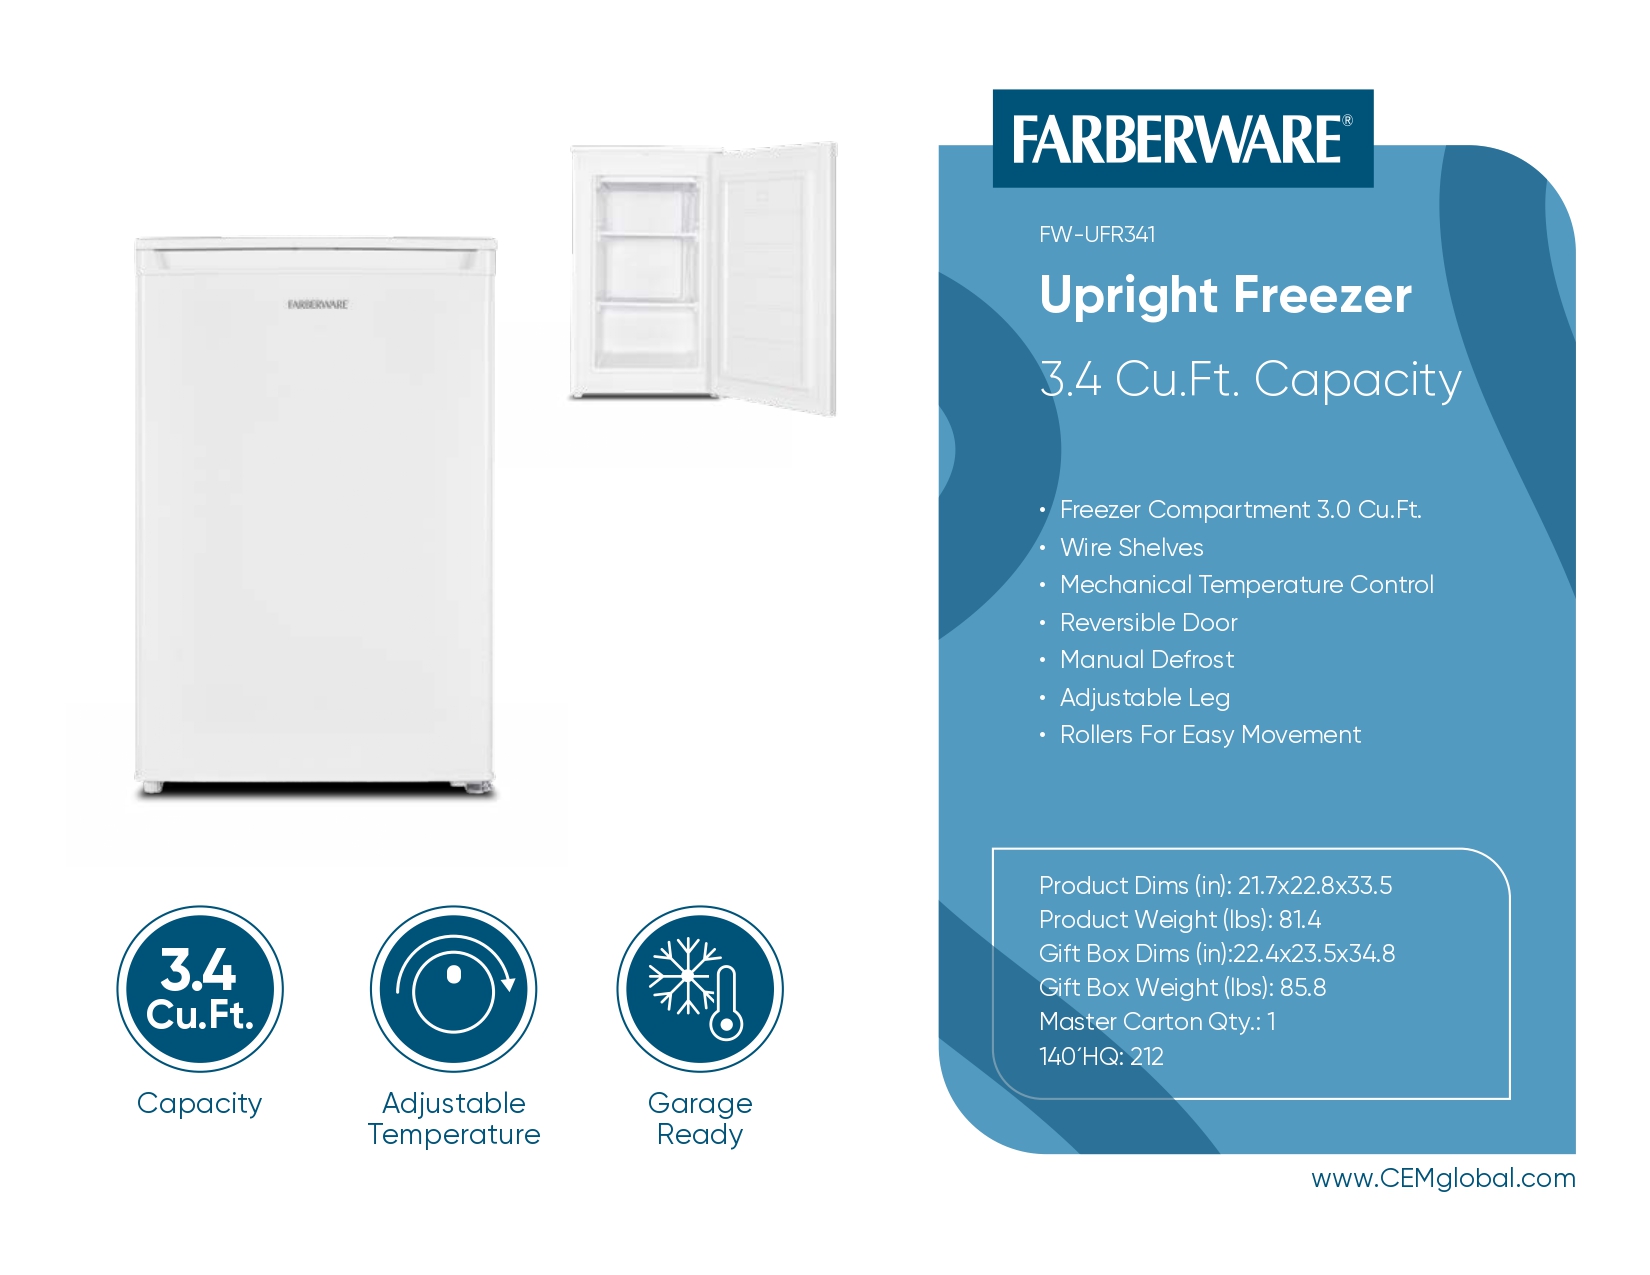 FARBERWARE®
FW-UFR341
Upright Freezer
3.4 Cu.Ft. Capacity
• Freezer Compartment 3.0 Cu.Ft.
• Wire Shelves
• Mechanical Temperature Control
• Reversible Door
• Manual Defrost
• Adjustable Leg
• Rollers For Easy Movement
Product Dims (in): 21.7x22.8x33.5
Product Weight (lbs): 81.4
Gift Box Dims (in):22.4x23.5x34.8
Gift Box Weight (lbs): 85.8
Master Carton Qty.: 1
140´HQ: 212
www.CEMglobal.com
FARBERWARE
3.4
Cu.Ft.
Capacity
Adjustable
Temperature
Garage
Ready